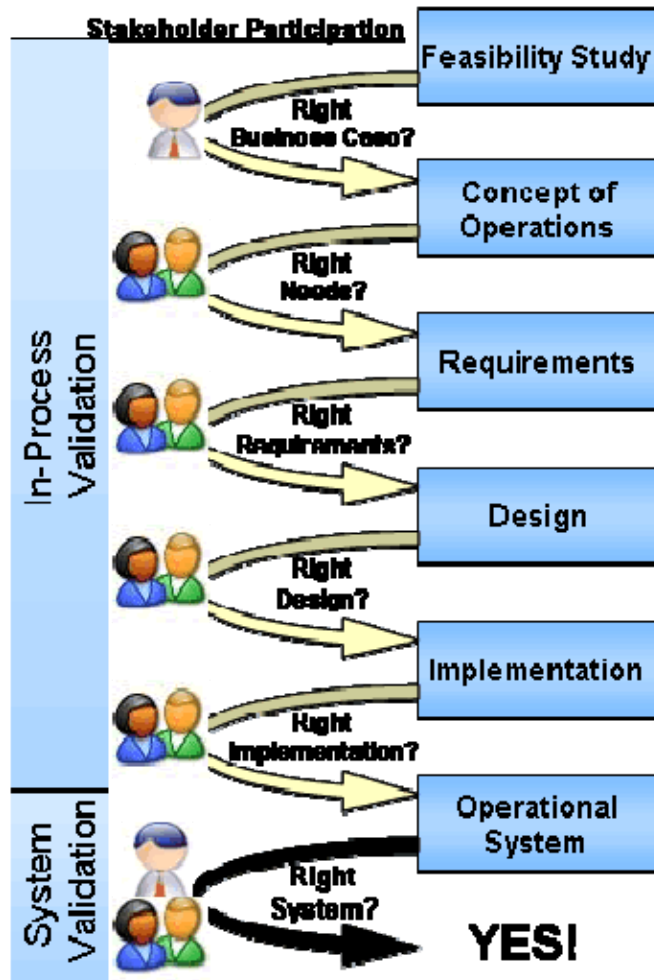 Stakeholder Participation
Feasibility Study
Right
Business Case?
Concept of
Operations
Right
Needs?
Requirements
Right
Requirements?
Design
Right
Design?
Implementation
Right
Implementation?
Operational
System
Right
System?
YES!
In-Process
Validation
System
Validation